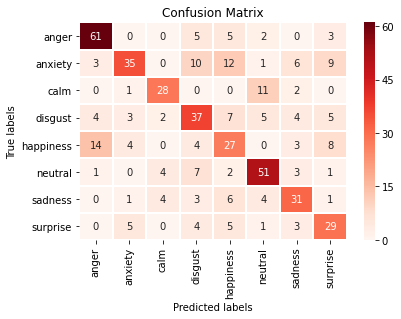 Confusion Matrix
True labels
anger 61 0 0 5 5 2 0 3
anxiety 3 35 0 10 12 1 6 9
calm 0 1 28 0 0 11 2 0
disgust 4 3 2 37 7 5 4 5
happiness 14 4 0 4 27 0 3 8
neutral 1 0 4 7 2 51 3 1
sadness 0 1 4 3 6 4 31 1
surprise 0 5 0 4 5 1 3 29
anger anxiety calm disgust happiness neutral sadness surprise
Predicted labels
60
45
30
15
0